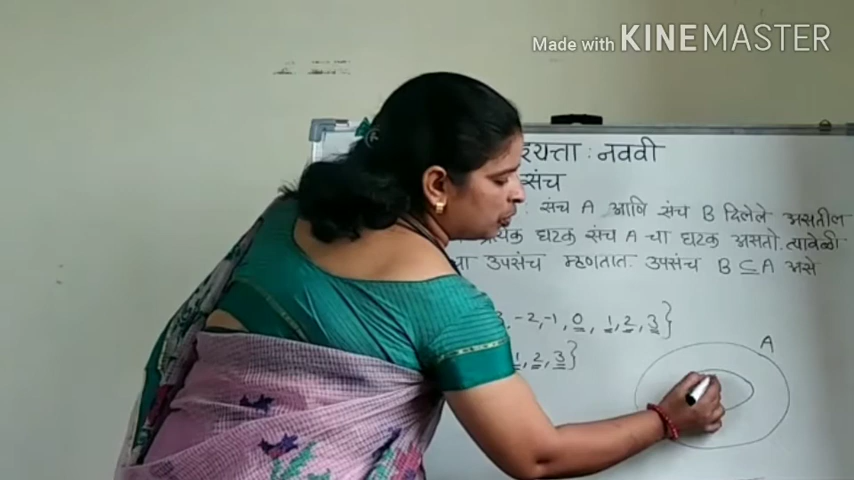 Made with KINEMASTER
इयत्ता : नववी
संच
संच A आणि संच B दिलेले असतील
प्रत्येक घटक संच A चा घटक असतो. त्यावेळी
उपसंच म्हणतात. उपसंच B ⊆ A असे
-2, -1, 0, 1, 2, 3}
1, 2, 3}
A